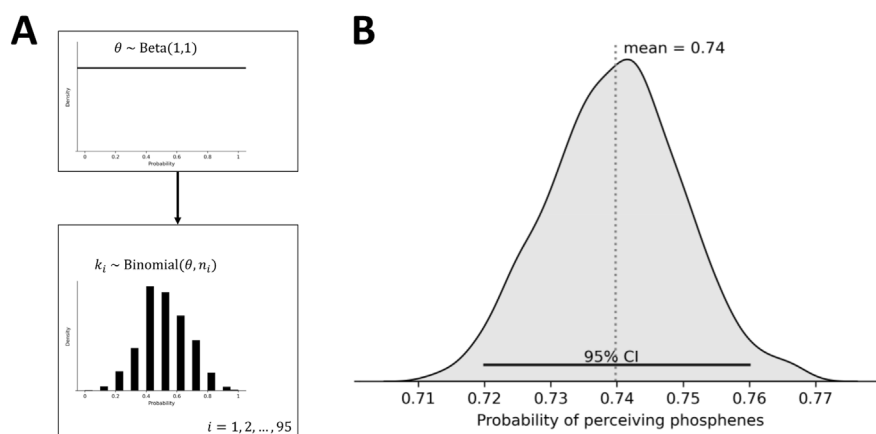 A
θ ~ Beta(1,1)
Density
0 0.2 0.4 0.6 0.8 1
Probability
k_i ~ Binomial(θ, n_i)
Density
0 0.2 0.4 0.6 0.8 1
Probability
i = 1, 2, ..., 95
B
mean = 0.74
95% CI
0.71 0.72 0.73 0.74 0.75 0.76 0.77
Probability of perceiving phosphenes